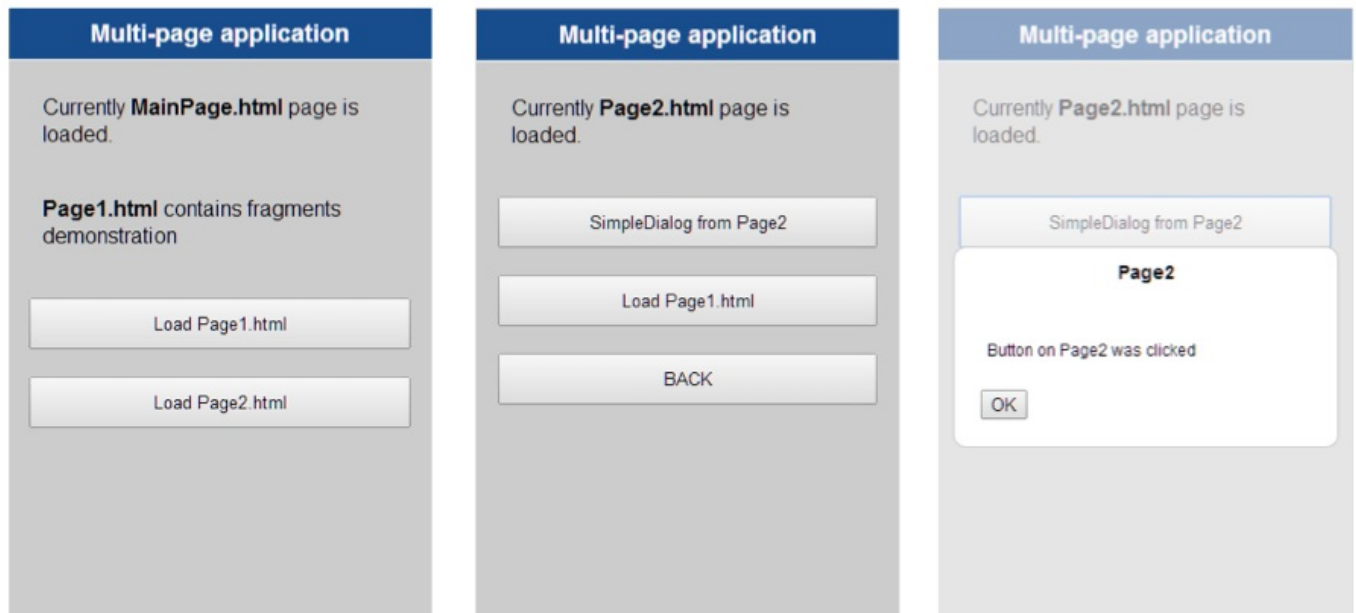 Multi-page application
Currently MainPage.html page is
loaded.
Page1.html contains fragments
demonstration
Load Page1.html
Load Page2.html
Multi-page application
Currently Page2.html page is
loaded.
SimpleDialog from Page2
Load Page1.html
BACK
Multi-page application
Currently Page2.html page is
loaded.
SimpleDialog from Page2
Page2
Button on Page2 was clicked
OK